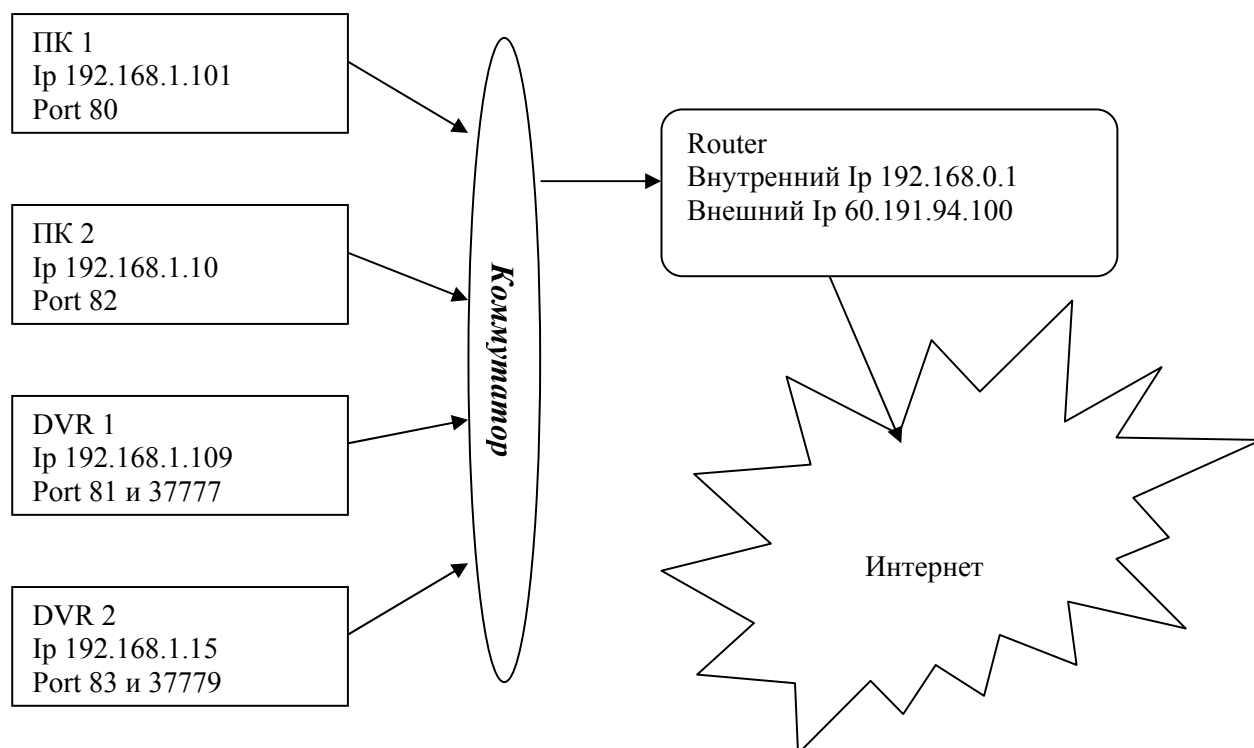 ПК 1
Ip 192.168.1.101
Port 80
ПК 2
Ip 192.168.1.10
Port 82
DVR 1
Ip 192.168.1.109
Port 81 и 37777
DVR 2
Ip 192.168.1.15
Port 83 и 37779
Коммутатор
Router
Внутренний Ip 192.168.0.1
Внешний Ip 60.191.94.100
Интернет